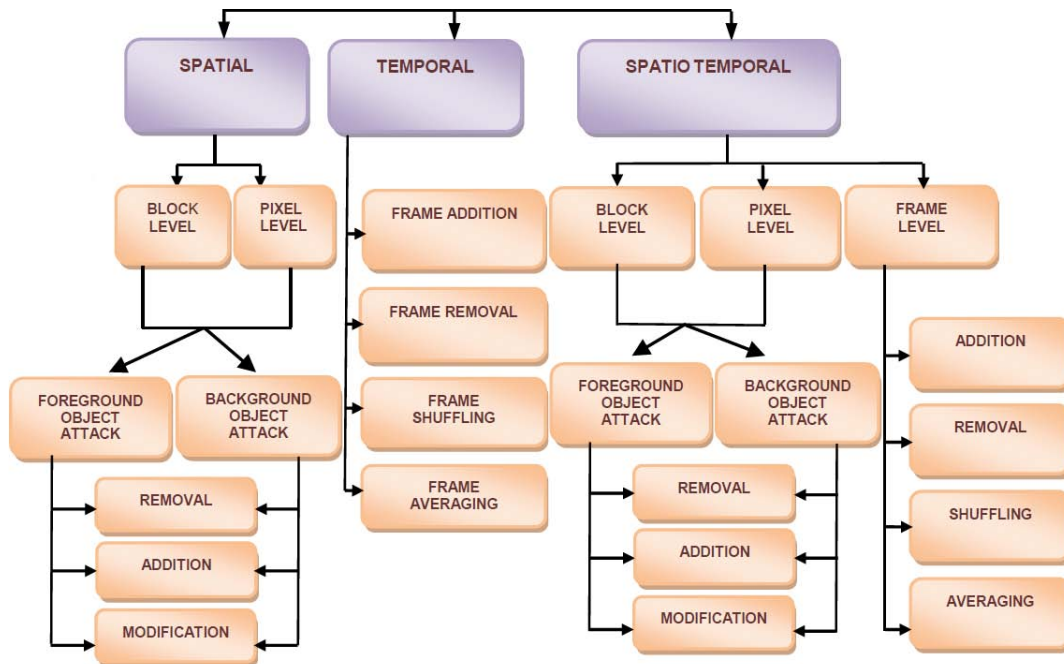 SPATIAL
TEMPORAL
SPATIO TEMPORAL
BLOCK
LEVEL
PIXEL
LEVEL
FRAME ADDITION
FRAME REMOVAL
FRAME
SHUFFLING
FRAME
AVERAGING
FOREGROUND
OBJECT
ATTACK
BACKGROUND
OBJECT
ATTACK
REMOVAL
ADDITION
MODIFICATION
BLOCK
LEVEL
PIXEL
LEVEL
FRAME
LEVEL
FOREGROUND
OBJECT
ATTACK
BACKGROUND
OBJECT ATTACK
REMOVAL
ADDITION
MODIFICATION
ADDITION
REMOVAL
SHUFFLING
AVERAGING